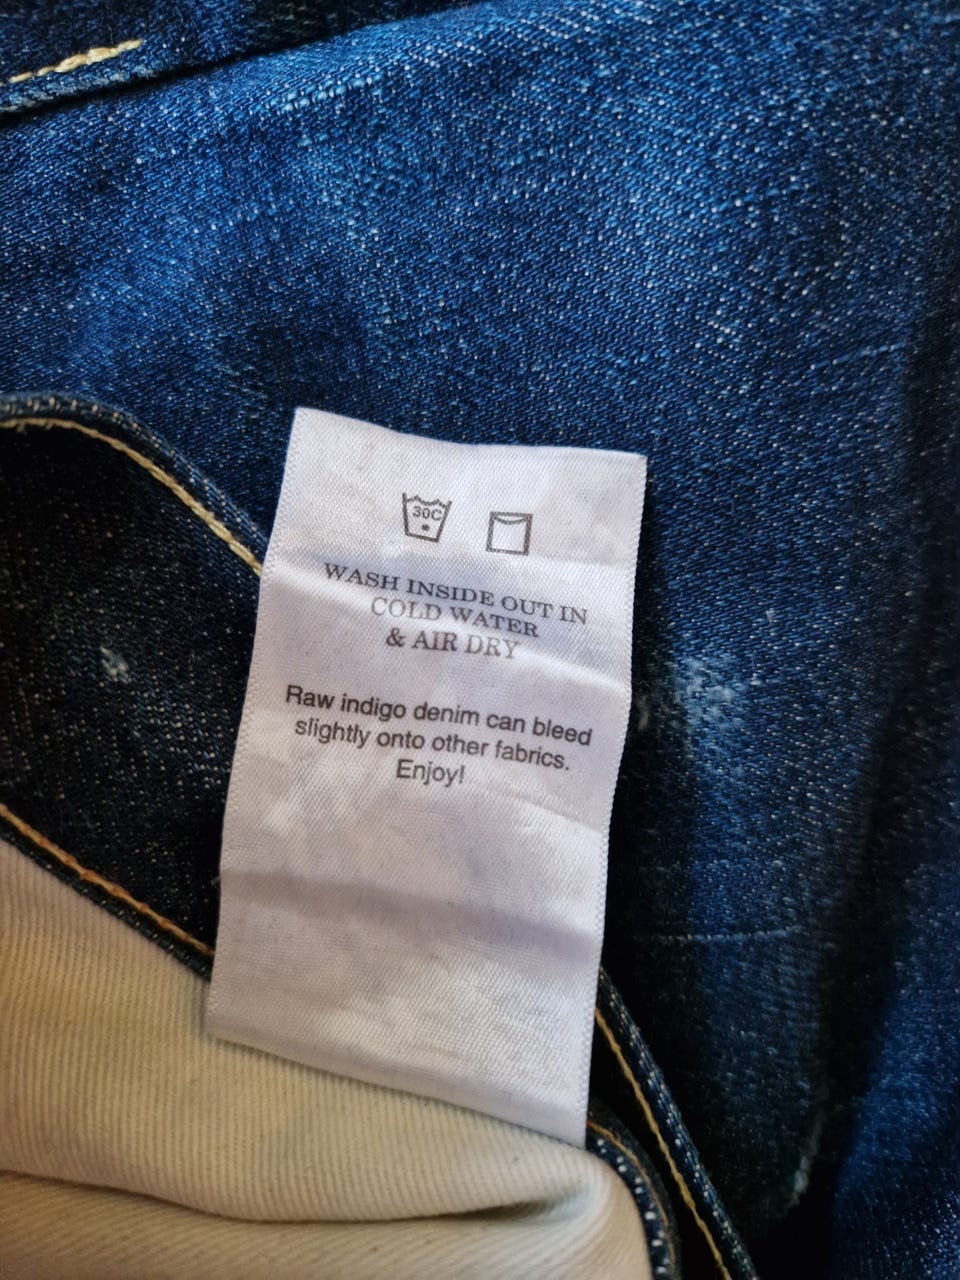 30C
WASH INSIDE OUT IN
COLD WATER
& AIR DRY
Raw indigo denim can bleed
slightly onto other fabrics.
Enjoy!